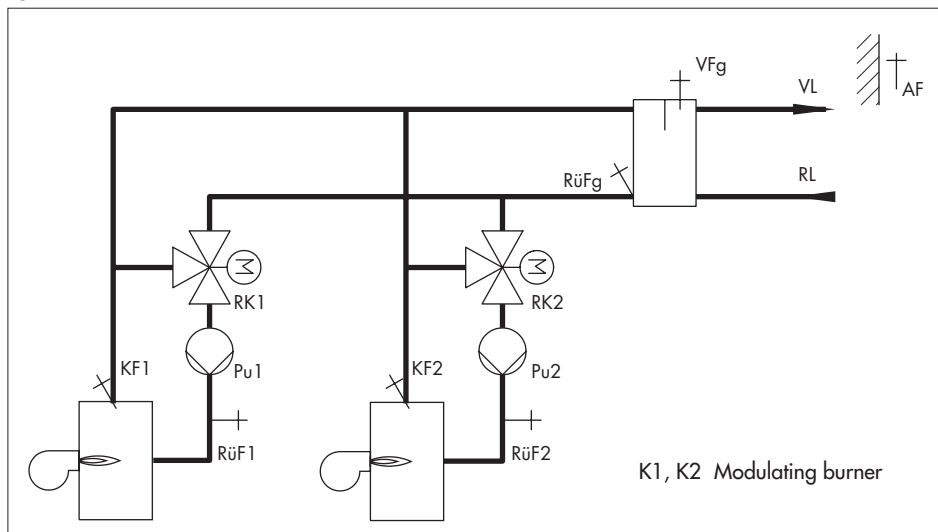 VFg
VL
AF
RüFg
RL
M
M
RK1
RK2
KF1
Pu1
KF2
Pu2
RüF1
RüF2
K1, K2 Modulating burner